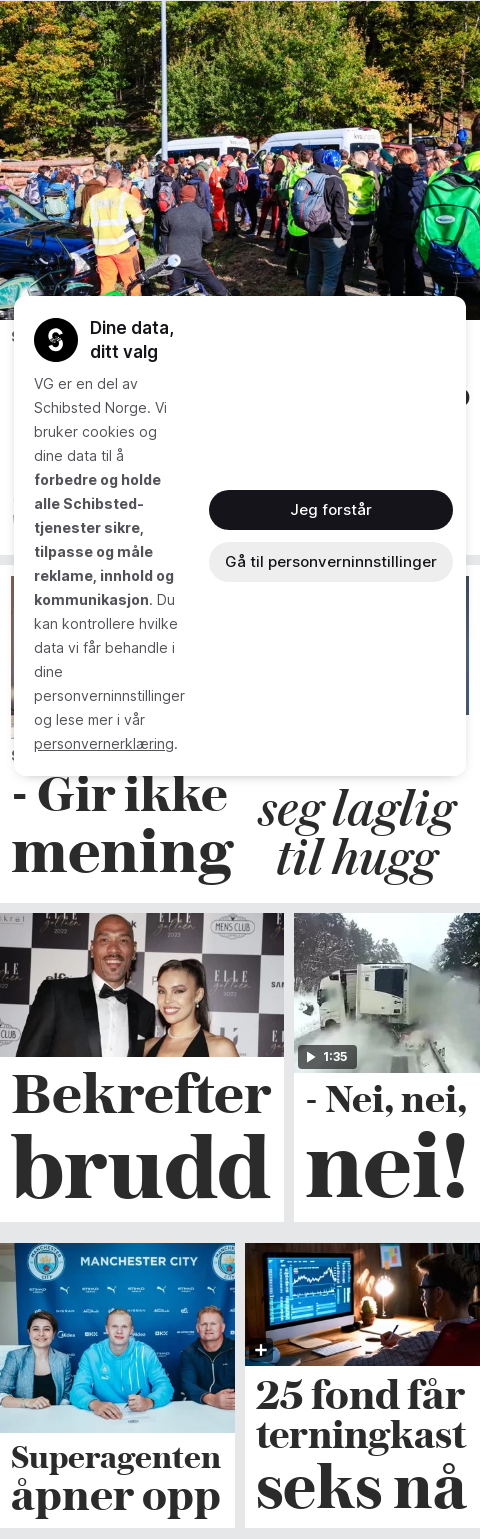 Dine data,
ditt valg
VG er en del av
Schibsted Norge. Vi
bruker cookies og
dine data til å
forbedre og holde
alle Schibsted-
tjenester sikre,
tilpasse og måle
reklame, innhold og
kommunikasjon. Du
kan kontrollere hvilke
data vi får behandle i
dine
personverninnstillinger
og lese mer i vår
personvernerklæring.
Jeg forstår
Gå til personverninnstillinger
- Gir ikke
mening
seg laglig
til hugg
ELLE
2022
MENS CLUB
ELLE
Bekrefter
brudd
1:35
- Nei, nei,
nei!
MANCHESTER CITY
Superagenten
åpner opp
25 fond får
terningkast
seks nå